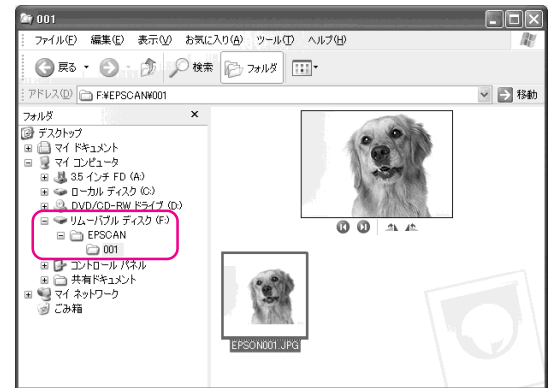 001
ファイル(F) 編集(E) 表示(V) お気に入り(A) ツール(T) ヘルプ(H)
戻る 検索 フォルダ
アドレス(D) F:¥EPSCAN¥001 移動
フォルダ ×
デスクトップ
マイ ドキュメント
マイ コンピュータ
3.5 インチ FD (A:)
ローカル ディスク (C:)
DVD/CD-RW ドライブ (D:)
リムーバブル ディスク (F:)
EPSCAN
001
コントロール パネル
共有ドキュメント
マイ ネットワーク
ごみ箱
EPSON001.JPG